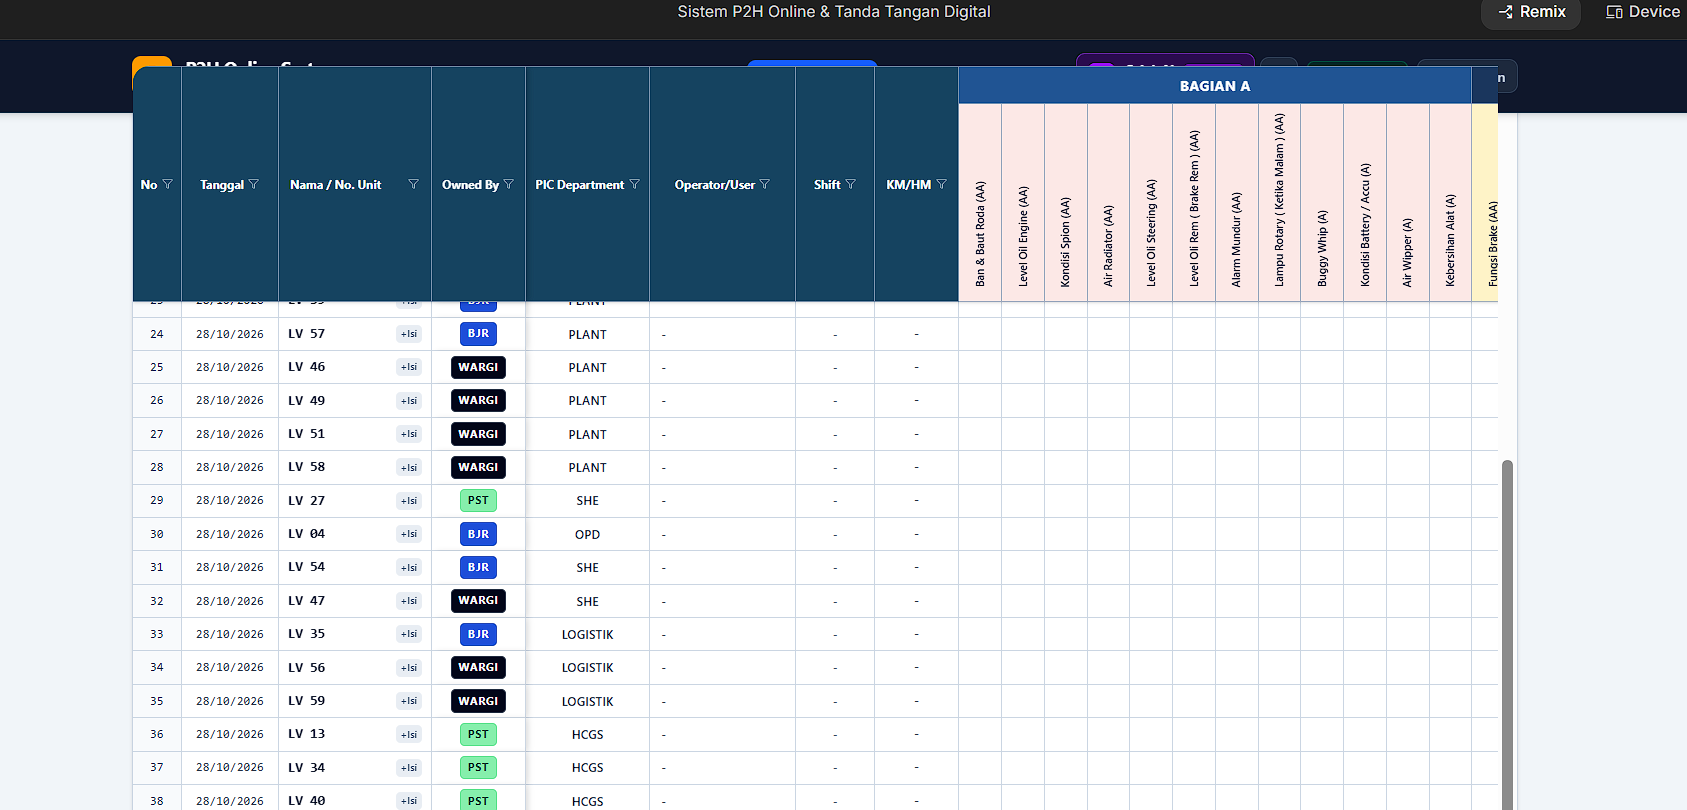 Sistem P2H Online & Tanda Tangan Digital
Remix
Device
BAGIAN A
No
Tanggal
Nama / No. Unit
Owned By
PIC Department
Operator/User
Shift
KM/HM
Ban & Baut Roda (AA)
Level Oil Engine (AA)
Kondisi Spion (AA)
Air Radiator (AA)
Level Oli Steering (AA)
Level Oli Rem ( Brake Rem ) (AA)
Alarm Mundur (AA)
Lampu Rotary ( Ketika Malam ) (AA)
Buggy Whip (A)
Kondisi Battery / Accu (A)
Air Wipper (A)
Kebersihan Alat (A)
Fungsi Brake (AA)
24 28/10/2026 LV 57 +Isi BJR PLANT - - -
25 28/10/2026 LV 46 +Isi WARGI PLANT - - -
26 28/10/2026 LV 49 +Isi WARGI PLANT - - -
27 28/10/2026 LV 51 +Isi WARGI PLANT - - -
28 28/10/2026 LV 58 +Isi WARGI PLANT - - -
29 28/10/2026 LV 27 +Isi PST SHE - - -
30 28/10/2026 LV 04 +Isi BJR OPD - - -
31 28/10/2026 LV 54 +Isi BJR SHE - - -
32 28/10/2026 LV 47 +Isi WARGI SHE - - -
33 28/10/2026 LV 35 +Isi BJR LOGISTIK - - -
34 28/10/2026 LV 56 +Isi WARGI LOGISTIK - - -
35 28/10/2026 LV 59 +Isi WARGI LOGISTIK - - -
36 28/10/2026 LV 13 +Isi PST HCGS - - -
37 28/10/2026 LV 34 +Isi PST HCGS - - -
38 28/10/2026 LV 40 +Isi PST HCGS - - -